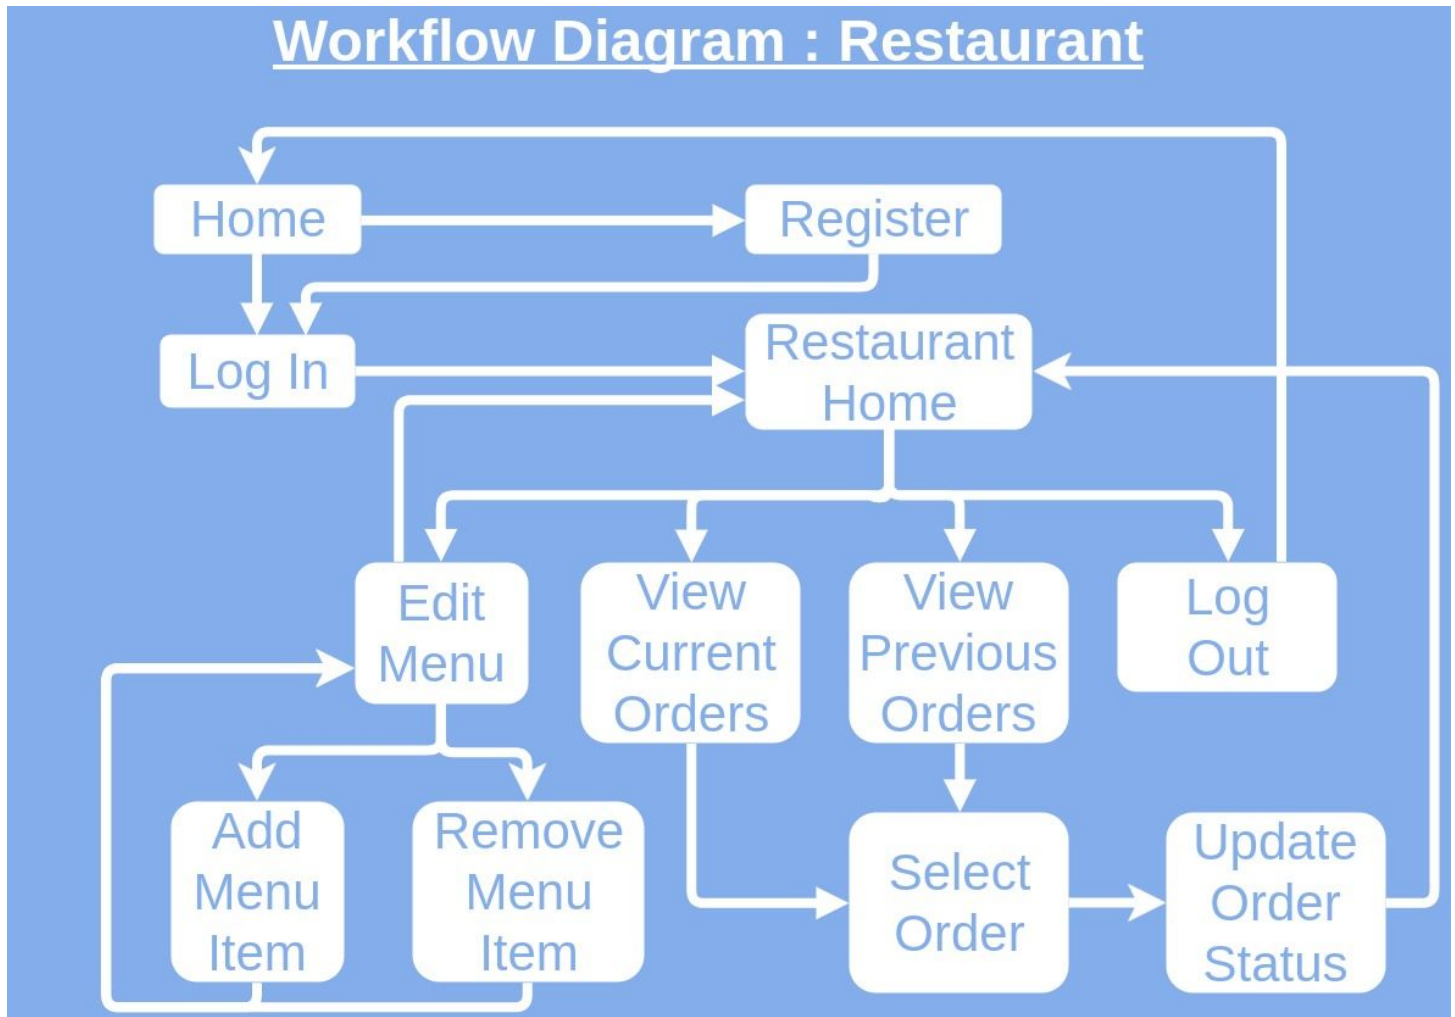 Workflow Diagram : Restaurant
Home
Register
Log In
Restaurant
Home
Edit
Menu
View
Current
Orders
View
Previous
Orders
Log
Out
Add
Menu
Item
Remove
Menu
Item
Select
Order
Update
Order
Status